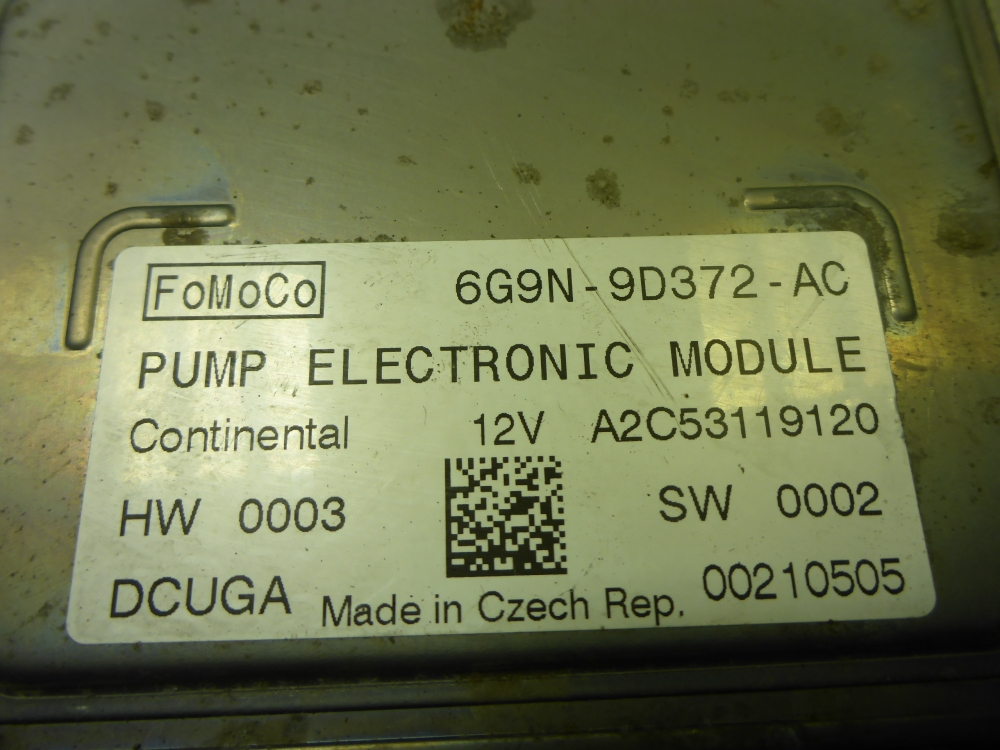 FoMoCo 6G9N-9D372-AC
PUMP ELECTRONIC MODULE
Continental 12V A2C53119120
HW 0003 SW 0002
DCUGA Made in Czech Rep. 00210505